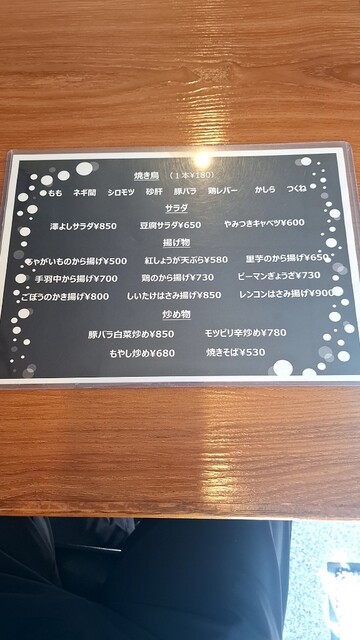 焼き鳥 (1本¥180)
もも ネギ間 シロモツ 砂肝 豚バラ 鶏レバー かしら つくね
サラダ
澤よしサラダ¥850 豆腐サラダ¥650 やみつきキャベツ¥600
揚げ物
じゃがいものから揚げ¥500 紅しょうが天ぷら¥580 里芋のから揚げ¥650
手羽中から揚げ¥700 鶏のから揚げ¥730 ピーマンぎょうざ¥730
ごぼうのかき揚げ¥800 しいたけはさみ揚げ¥850 レンコンはさみ揚げ¥900
炒め物
豚バラ白菜炒め¥850 モツピリ辛炒め¥780
もやし炒め¥680 焼きそば¥530